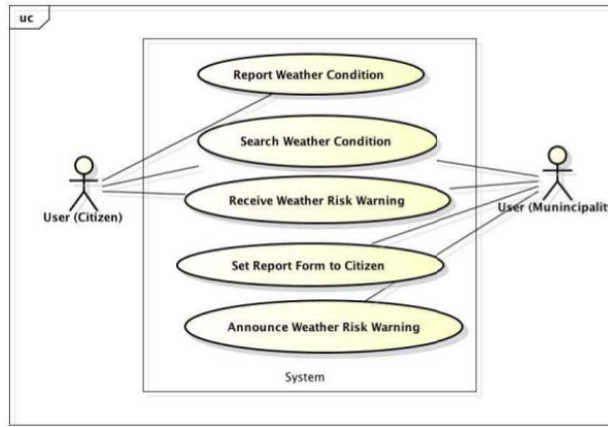 uc
Report Weather Condition
Search Weather Condition
User (Citizen)
Receive Weather Risk Warning
User (Munincipalit
Set Report Form to Citizen
Announce Weather Risk Warning
System